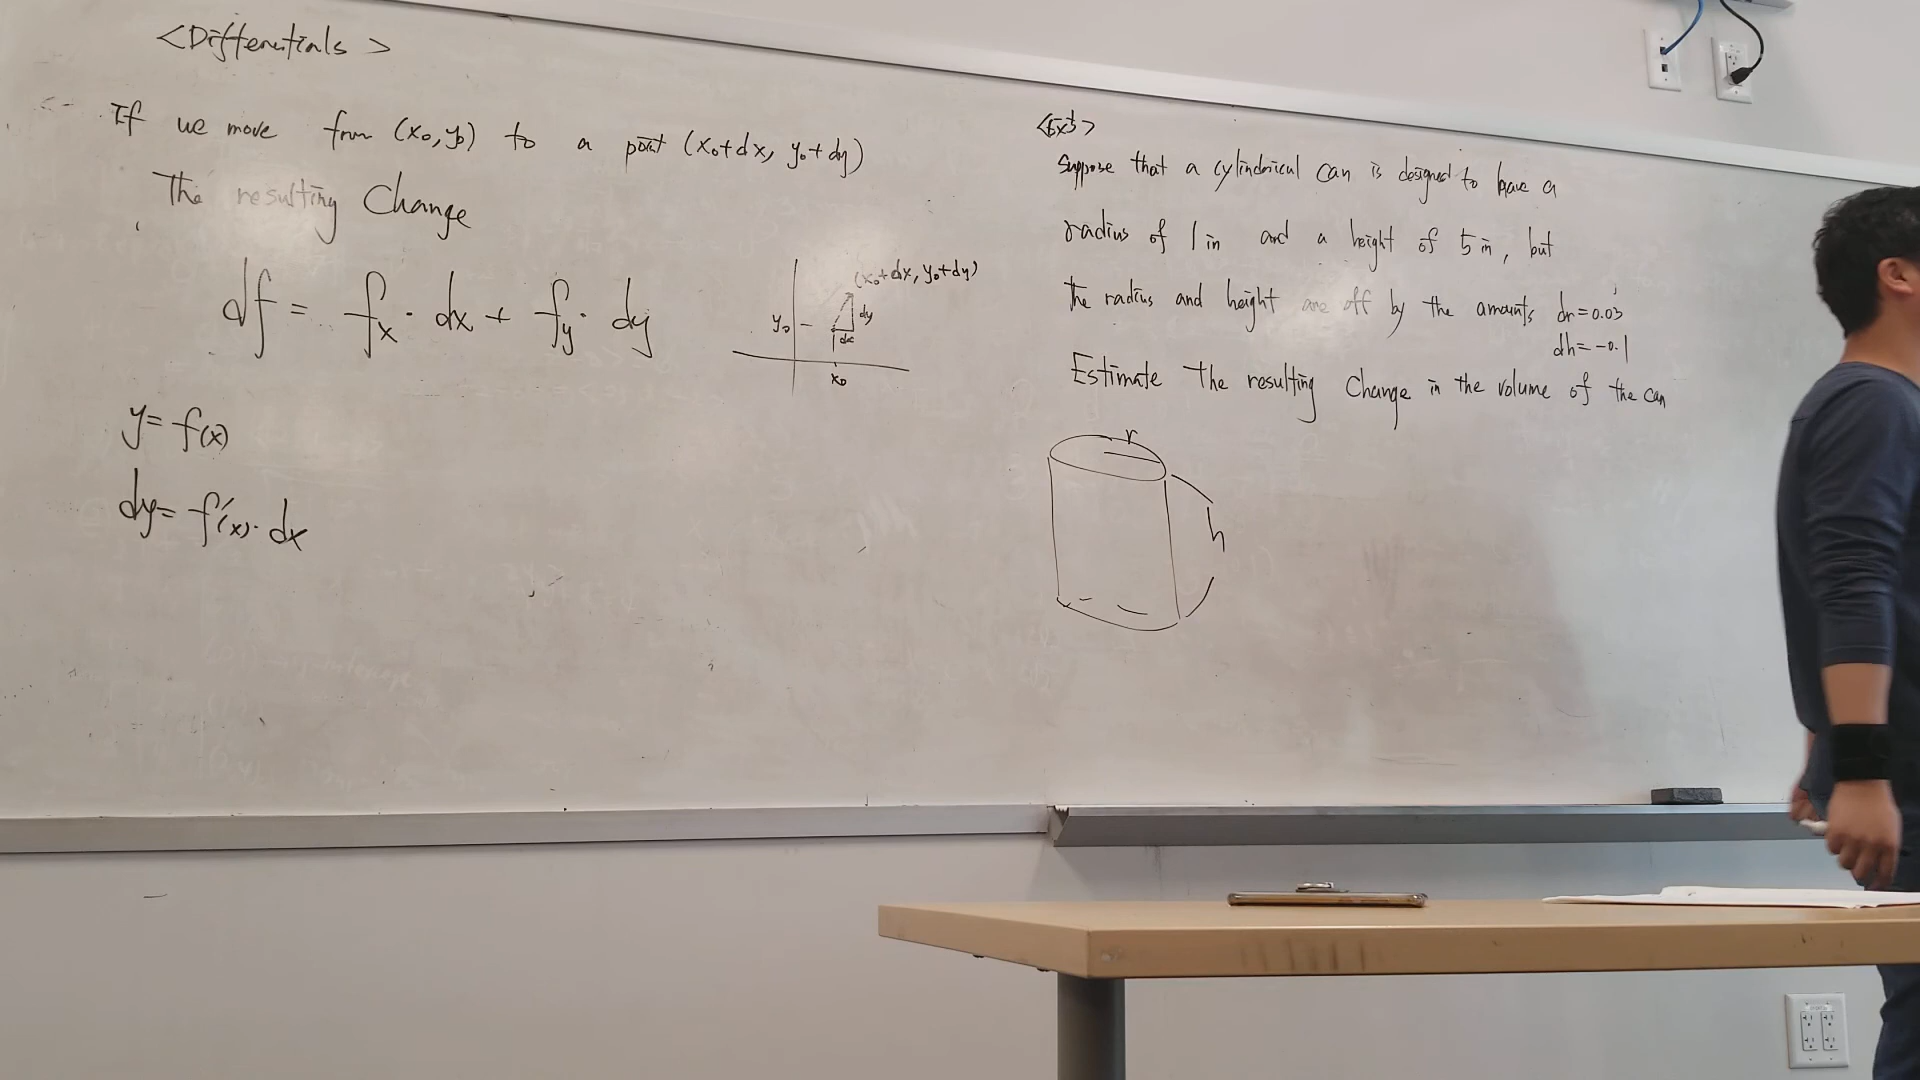 <Differentials>
If we move from (x₀, y₀) to a point (x₀+dx, y₀+dy)
The resulting Change
df = fx · dx + fy · dy
(x₀+dx, y₀+dy)
y₀
dy
dx
x₀
y = f(x)
dy = f'(x) · dx
Suppose that a cylindrical can is designed to have a
radius of 1 in and a height of 5 in, but
the radius and height are off by the amounts dr = 0.03
dh = -0.1
Estimate the resulting Change in the volume of the can
r
h